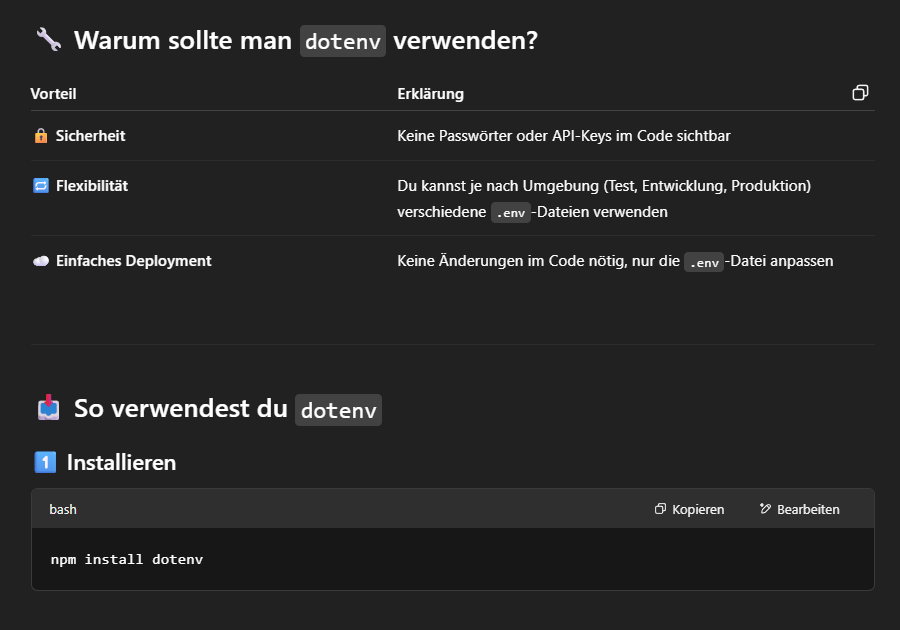 Warum sollte man dotenv verwenden?
Vorteil Erklärung
Sicherheit Keine Passwörter oder API-Keys im Code sichtbar
Flexibilität Du kannst je nach Umgebung (Test, Entwicklung, Produktion)
verschiedene .env-Dateien verwenden
Einfaches Deployment Keine Änderungen im Code nötig, nur die .env-Datei anpassen
So verwendest du dotenv
1 Installieren
bash Kopieren Bearbeiten
npm install dotenv